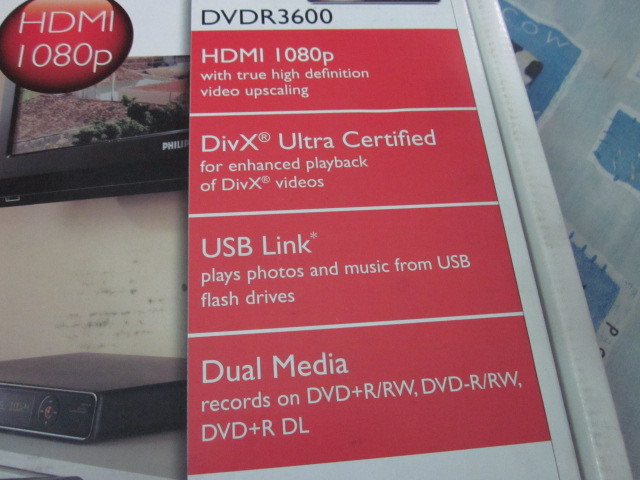 DVDR3600
HDMI
1080p
HDMI 1080p
with true high definition
video upscaling
PHILI
DivX® Ultra Certified
for enhanced playback
of DivX® videos
USB Link*
plays photos and music from USB
flash drives
Dual Media
records on DVD+R/RW, DVD-R/RW,
DVD+R DL
COW